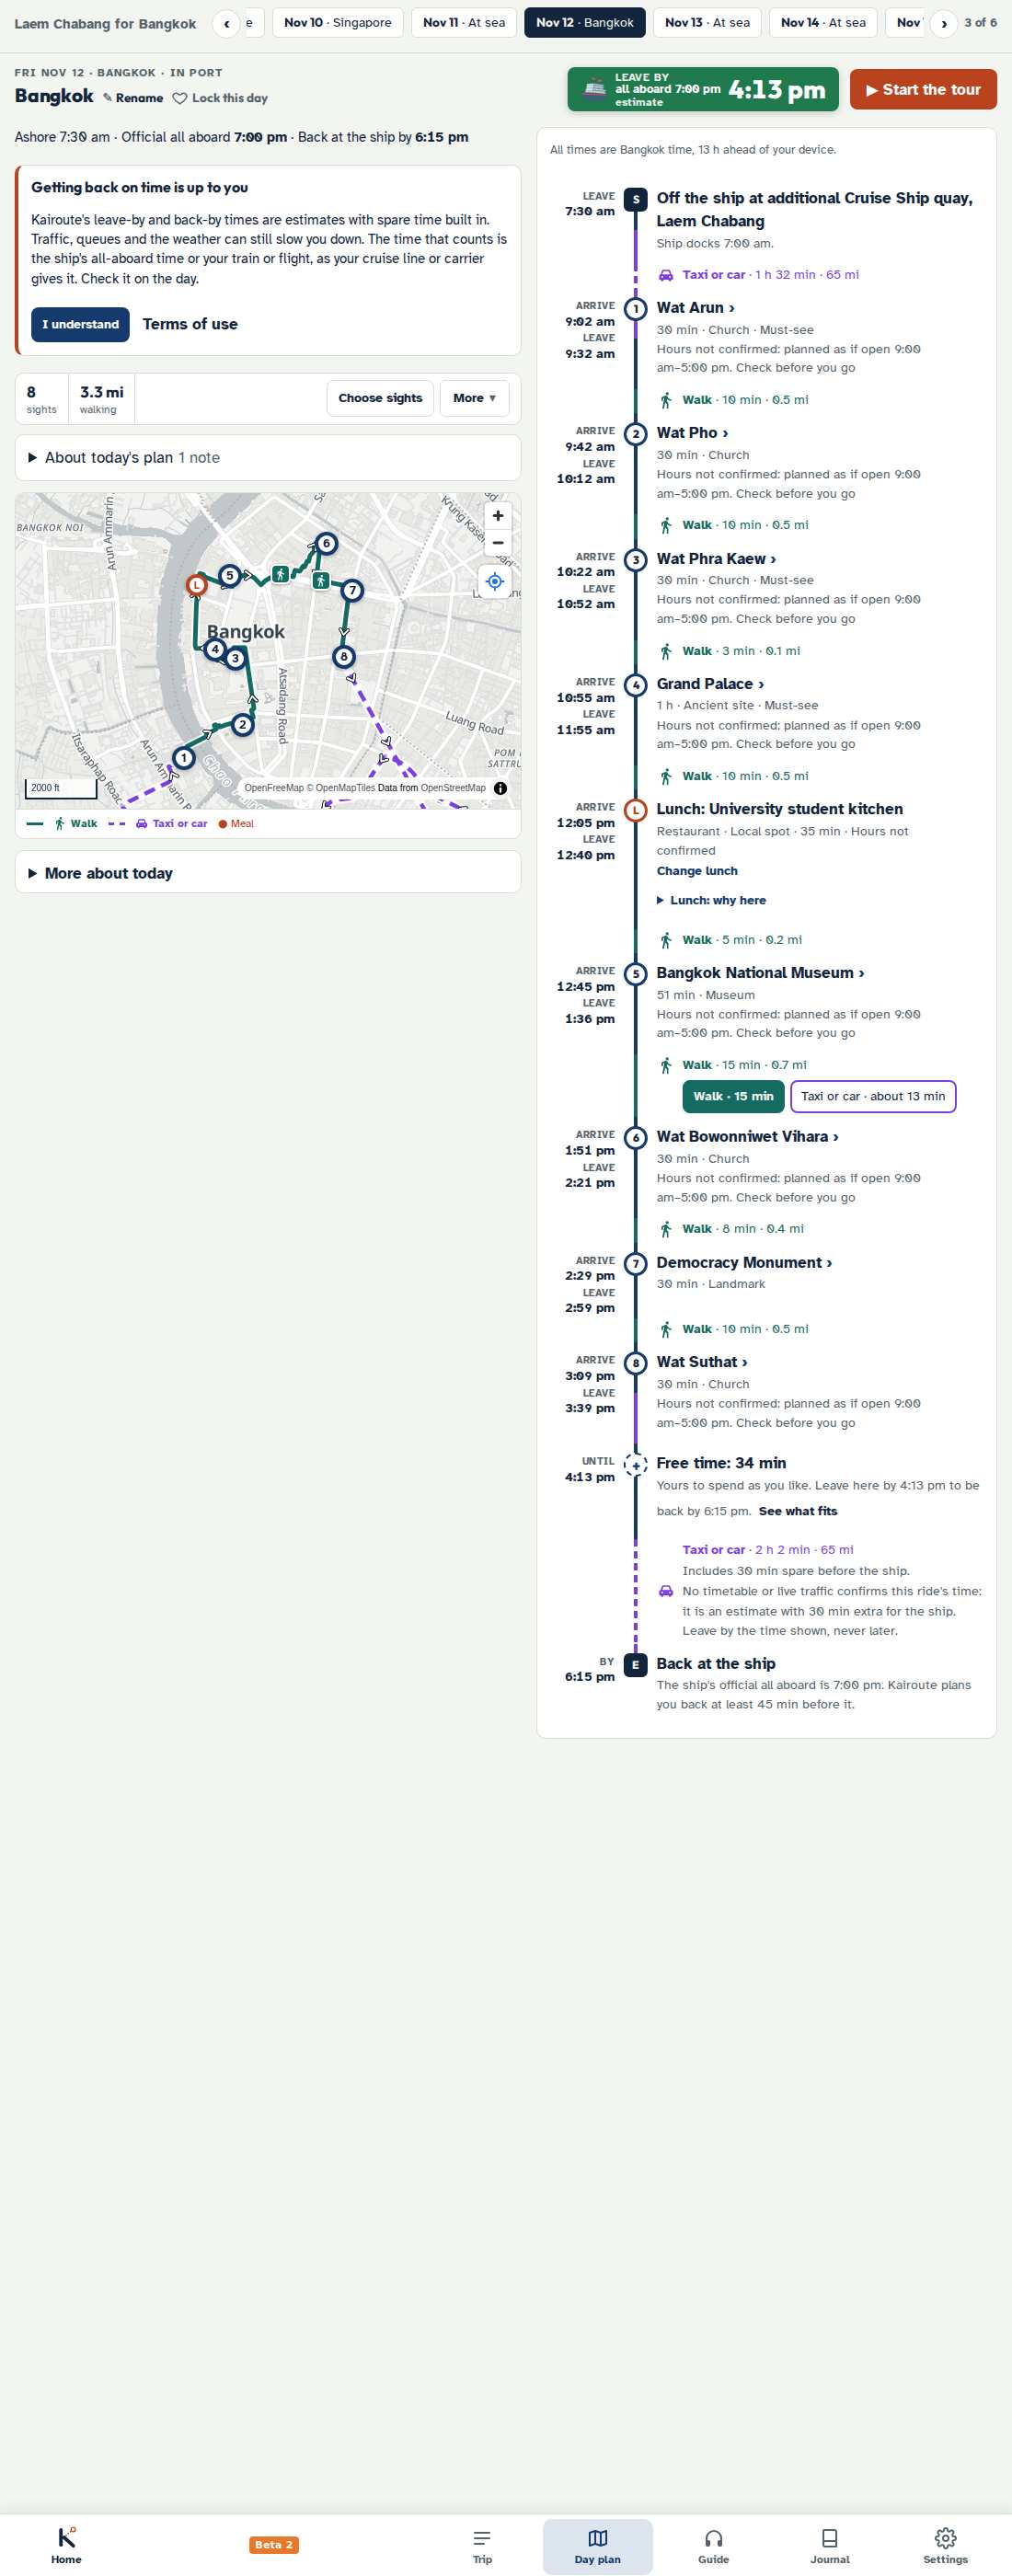 Laem Chabang for Bangkok
‹
e
Nov 10 · Singapore
Nov 11 · At sea
Nov 12 · Bangkok
Nov 13 · At sea
Nov 14 · At sea
Nov
›
3 of 6
FRI NOV 12 · BANGKOK · IN PORT
Bangkok ✎ Rename Lock this day
LEAVE BY
all aboard 7:00 pm
estimate
4:13 pm
▶ Start the tour
Ashore 7:30 am · Official all aboard 7:00 pm · Back at the ship by 6:15 pm
Getting back on time is up to you
Kairoute's leave-by and back-by times are estimates with spare time built in.
Traffic, queues and the weather can still slow you down. The time that counts is
the ship's all-aboard time or your train or flight, as your cruise line or carrier
gives it. Check it on the day.
I understand
Terms of use
8
sights
3.3 mi
walking
Choose sights
More ▼
▶ About today's plan 1 note
BANGKOK NOI
Arun Ammarin
Krung Kasem Road
Bangkok
Atsadang Road
Luang Road
POM
SATTRU
Itsaraphap Road
Arun Ammarin R
Chao
+
−
1
2
3
4
L
5
6
7
8
2000 ft
OpenFreeMap © OpenMapTiles Data from OpenStreetMap
Walk
Taxi or car
Meal
▶ More about today
All times are Bangkok time, 13 h ahead of your device.
LEAVE
7:30 am
S
Off the ship at additional Cruise Ship quay,
Laem Chabang
Ship docks 7:00 am.
Taxi or car · 1 h 32 min · 65 mi
ARRIVE
9:02 am
LEAVE
9:32 am
1
Wat Arun ›
30 min · Church · Must-see
Hours not confirmed: planned as if open 9:00
am–5:00 pm. Check before you go
Walk · 10 min · 0.5 mi
ARRIVE
9:42 am
LEAVE
10:12 am
2
Wat Pho ›
30 min · Church
Hours not confirmed: planned as if open 9:00
am–5:00 pm. Check before you go
Walk · 10 min · 0.5 mi
ARRIVE
10:22 am
LEAVE
10:52 am
3
Wat Phra Kaew ›
30 min · Church · Must-see
Hours not confirmed: planned as if open 9:00
am–5:00 pm. Check before you go
Walk · 3 min · 0.1 mi
ARRIVE
10:55 am
LEAVE
11:55 am
4
Grand Palace ›
1 h · Ancient site · Must-see
Hours not confirmed: planned as if open 9:00
am–5:00 pm. Check before you go
Walk · 10 min · 0.5 mi
ARRIVE
12:05 pm
LEAVE
12:40 pm
L
Lunch: University student kitchen
Restaurant · Local spot · 35 min · Hours not
confirmed
Change lunch
▶ Lunch: why here
Walk · 5 min · 0.2 mi
ARRIVE
12:45 pm
LEAVE
1:36 pm
5
Bangkok National Museum ›
51 min · Museum
Hours not confirmed: planned as if open 9:00
am–5:00 pm. Check before you go
Walk · 15 min · 0.7 mi
Walk · 15 min
Taxi or car · about 13 min
ARRIVE
1:51 pm
LEAVE
2:21 pm
6
Wat Bowonniwet Vihara ›
30 min · Church
Hours not confirmed: planned as if open 9:00
am–5:00 pm. Check before you go
Walk · 8 min · 0.4 mi
ARRIVE
2:29 pm
LEAVE
2:59 pm
7
Democracy Monument ›
30 min · Landmark
Walk · 10 min · 0.5 mi
ARRIVE
3:09 pm
LEAVE
3:39 pm
8
Wat Suthat ›
30 min · Church
Hours not confirmed: planned as if open 9:00
am–5:00 pm. Check before you go
UNTIL
4:13 pm
+
Free time: 34 min
Yours to spend as you like. Leave here by 4:13 pm to be
back by 6:15 pm. See what fits
Taxi or car · 2 h 2 min · 65 mi
Includes 30 min spare before the ship.
No timetable or live traffic confirms this ride's time:
it is an estimate with 30 min extra for the ship.
Leave by the time shown, never later.
BY
6:15 pm
E
Back at the ship
The ship's official all aboard is 7:00 pm. Kairoute plans
you back at least 45 min before it.
Home
Beta 2
Trip
Day plan
Guide
Journal
Settings